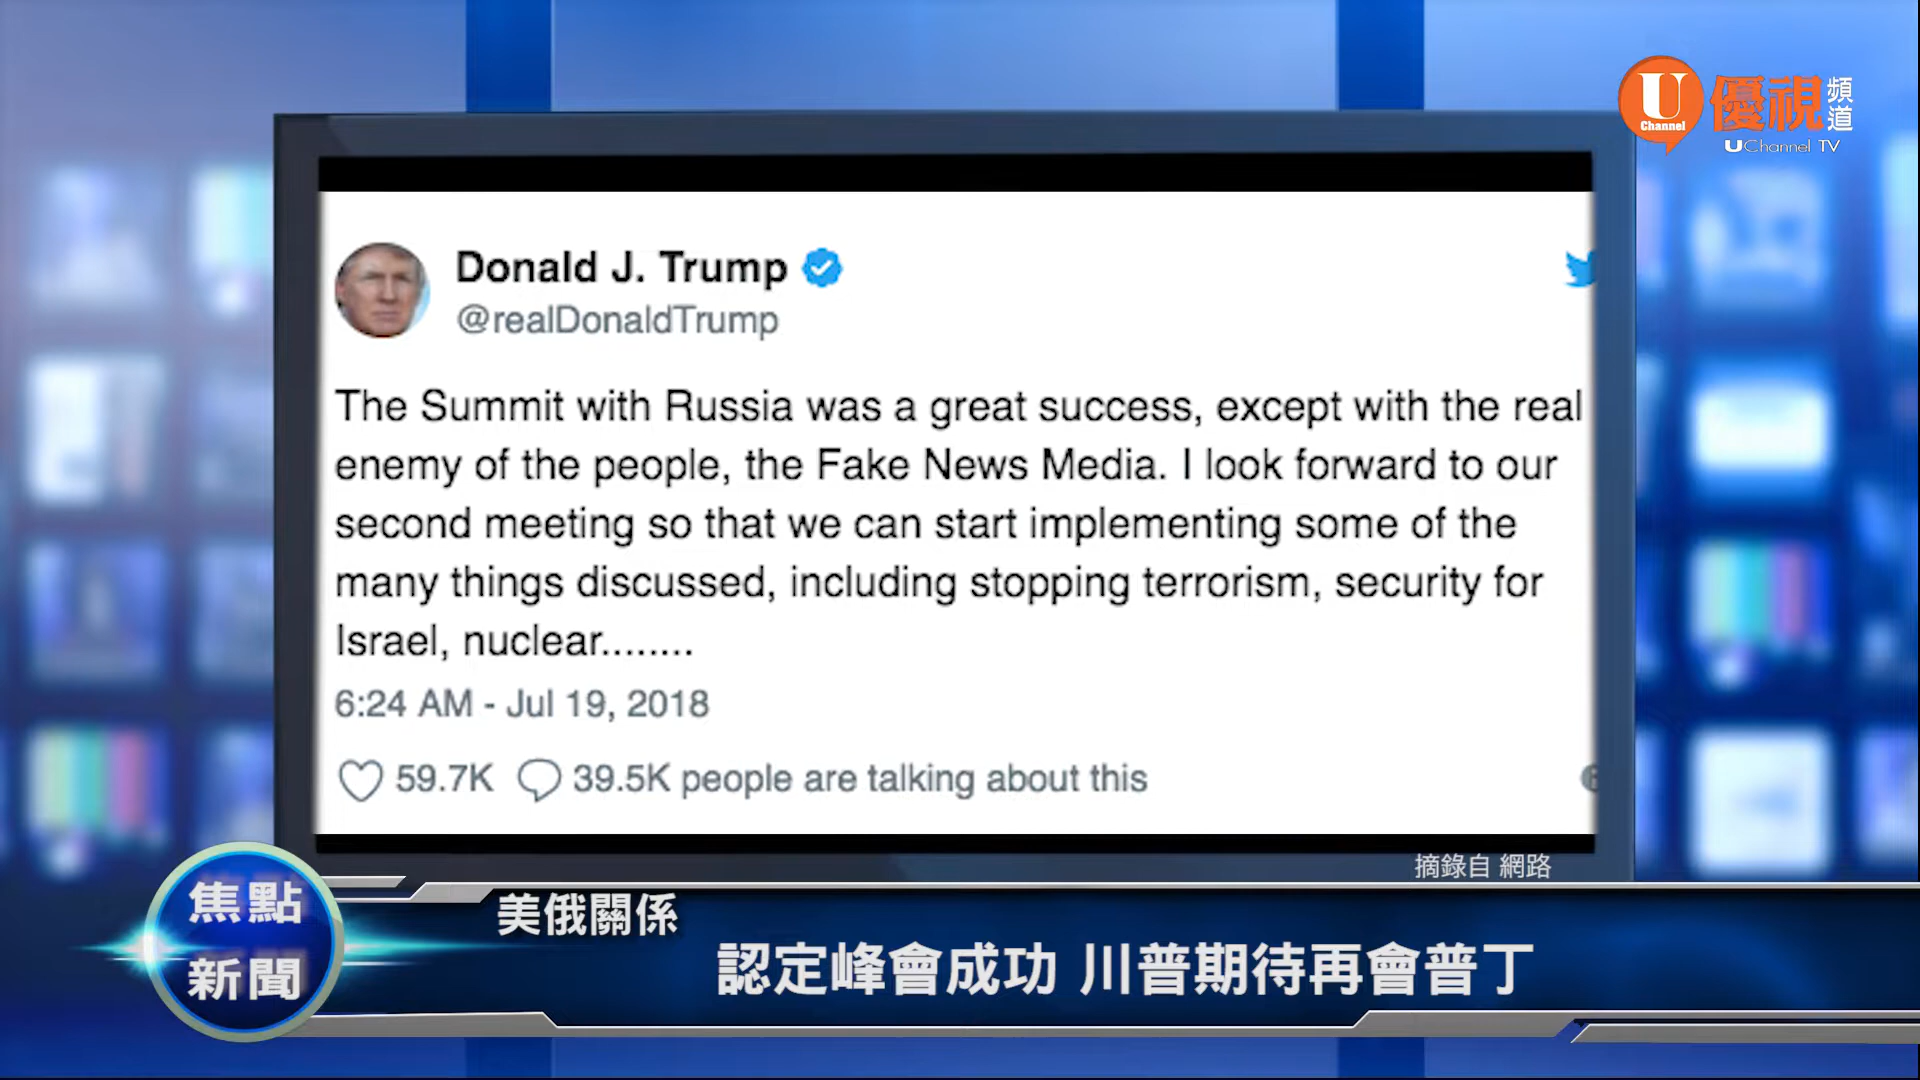 U
Channel
優視
頻道
UChannel TV
Donald J. Trump
@realDonaldTrump
The Summit with Russia was a great success, except with the real
enemy of the people, the Fake News Media. I look forward to our
second meeting so that we can start implementing some of the
many things discussed, including stopping terrorism, security for
Israel, nuclear........
6:24 AM - Jul 19, 2018
59.7K
39.5K people are talking about this
摘錄自 網路
焦點
新聞
美俄關係
認定峰會成功 川普期待再會普丁